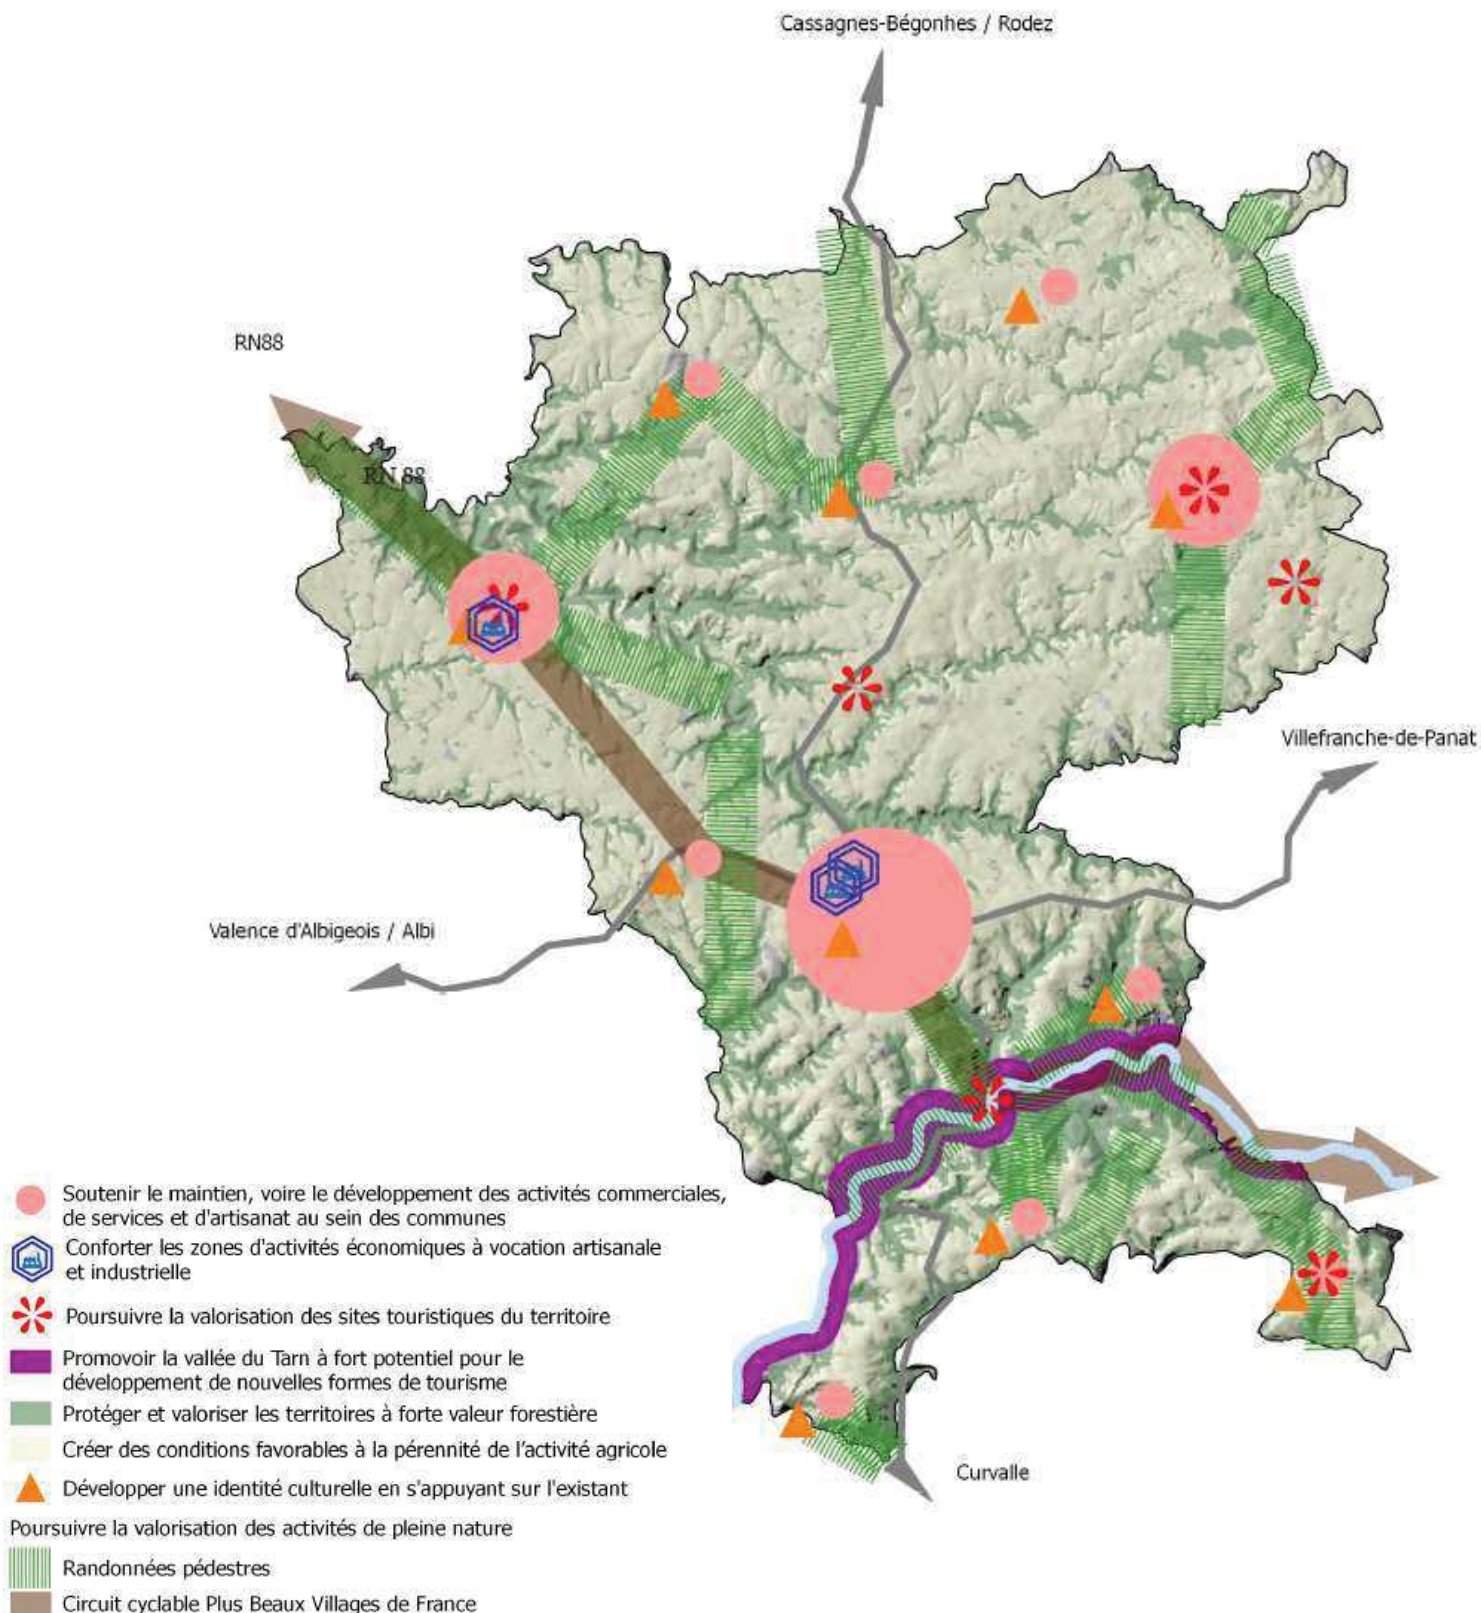 Cassagnes-Bégonhes / Rodez
RN88
RN 88
Villefranche-de-Panat
Valence d'Albigeois / Albi
Curvalle
Soutenir le maintien, voire le développement des activités commerciales,
de services et d'artisanat au sein des communes
Conforter les zones d'activités économiques à vocation artisanale
et industrielle
Poursuivre la valorisation des sites touristiques du territoire
Promovoir la vallée du Tarn à fort potentiel pour le
développement de nouvelles formes de tourisme
Protéger et valoriser les territoires à forte valeur forestière
Créer des conditions favorables à la pérennité de l'activité agricole
Développer une identité culturelle en s'appuyant sur l'existant
Poursuivre la valorisation des activités de pleine nature
Randonnées pédestres
Circuit cyclable Plus Beaux Villages de France